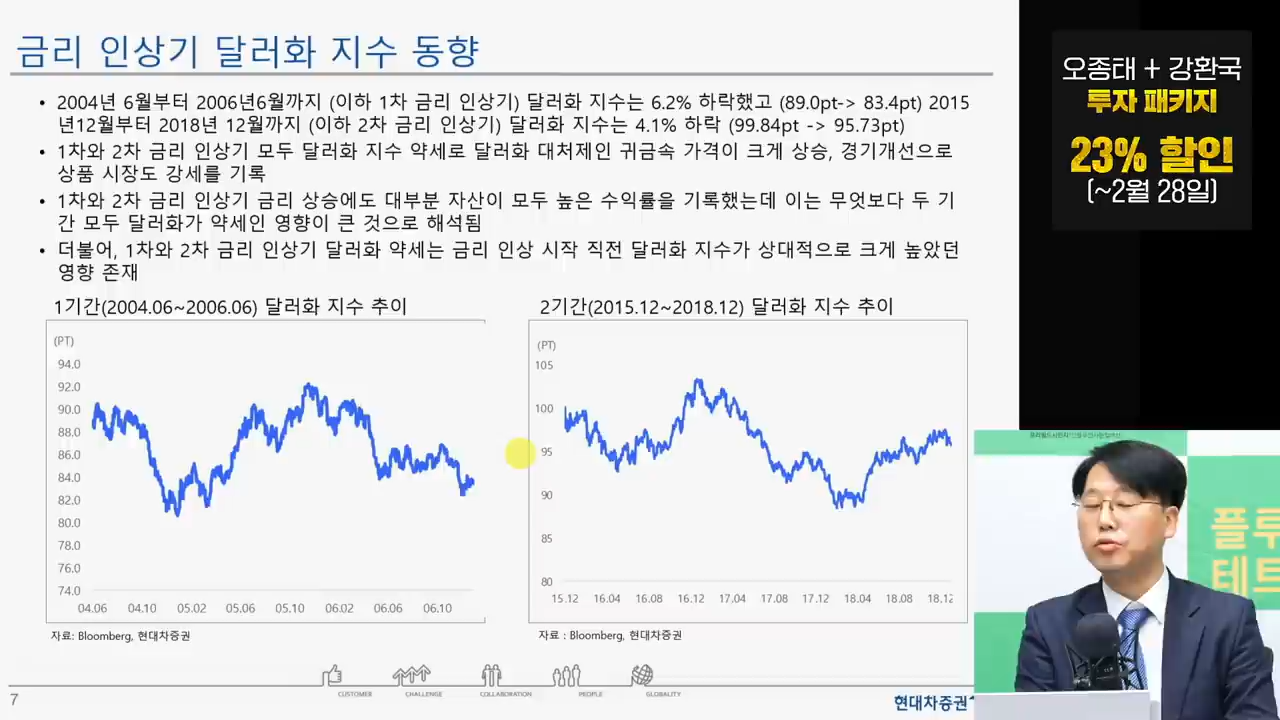 금리 인상기 달러화 지수 동향
• 2004년 6월부터 2006년6월까지 (이하 1차 금리 인상기) 달러화 지수는 6.2% 하락했고 (89.0pt-> 83.4pt) 2015
년12월부터 2018년 12월까지 (이하 2차 금리 인상기) 달러화 지수는 4.1% 하락 (99.84pt -> 95.73pt)
• 1차와 2차 금리 인상기 모두 달러화 지수 약세로 달러화 대처제인 귀금속 가격이 크게 상승, 경기개선으로
상품 시장도 강세를 기록
• 1차와 2차 금리 인상기 금리 상승에도 대부분 자산이 모두 높은 수익률을 기록했는데 이는 무엇보다 두 기
간 모두 달러화가 약세인 영향이 큰 것으로 해석됨
• 더불어, 1차와 2차 금리 인상기 달러화 약세는 금리 인상 시작 직전 달러화 지수가 상대적으로 크게 높았던
영향 존재
1기간(2004.06~2006.06) 달러화 지수 추이
(PT)
94.0
92.0
90.0
88.0
86.0
84.0
82.0
80.0
78.0
76.0
74.0
04.06 04.10 05.02 05.06 05.10 06.02 06.06 06.10
자료: Bloomberg, 현대차증권
2기간(2015.12~2018.12) 달러화 지수 추이
(PT)
105
100
95
90
85
80
15.12 16.04 16.08 16.12 17.04 17.08 17.12 18.04 18.08 18.12
자료 : Bloomberg, 현대차증권
CUSTOMER CHALLENGE COLLABORATION PEOPLE GLOBALITY
7
현대차증권
오종태 + 강환국
투자 패키지
23% 할인
(~2월 28일)
플루
테트